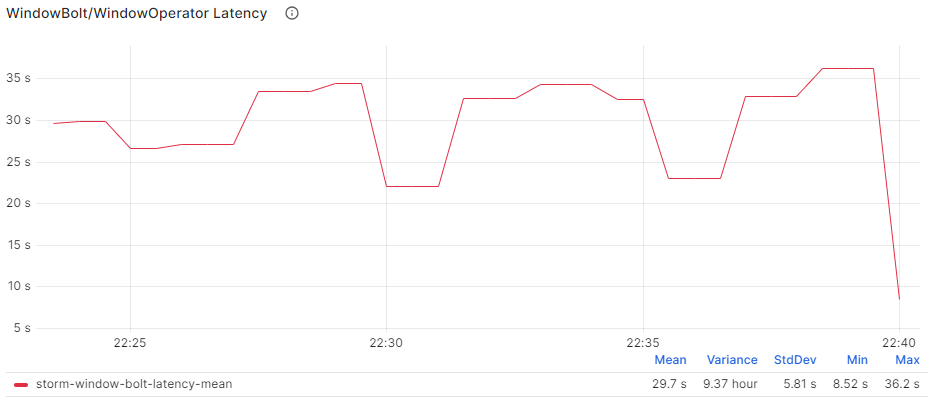 WindowBolt/WindowOperator Latency
35 s
30 s
25 s
20 s
15 s
10 s
5 s
22:25 22:30 22:35 22:40
Mean Variance StdDev Min Max
storm-window-bolt-latency-mean 29.7 s 9.37 hour 5.81 s 8.52 s 36.2 s